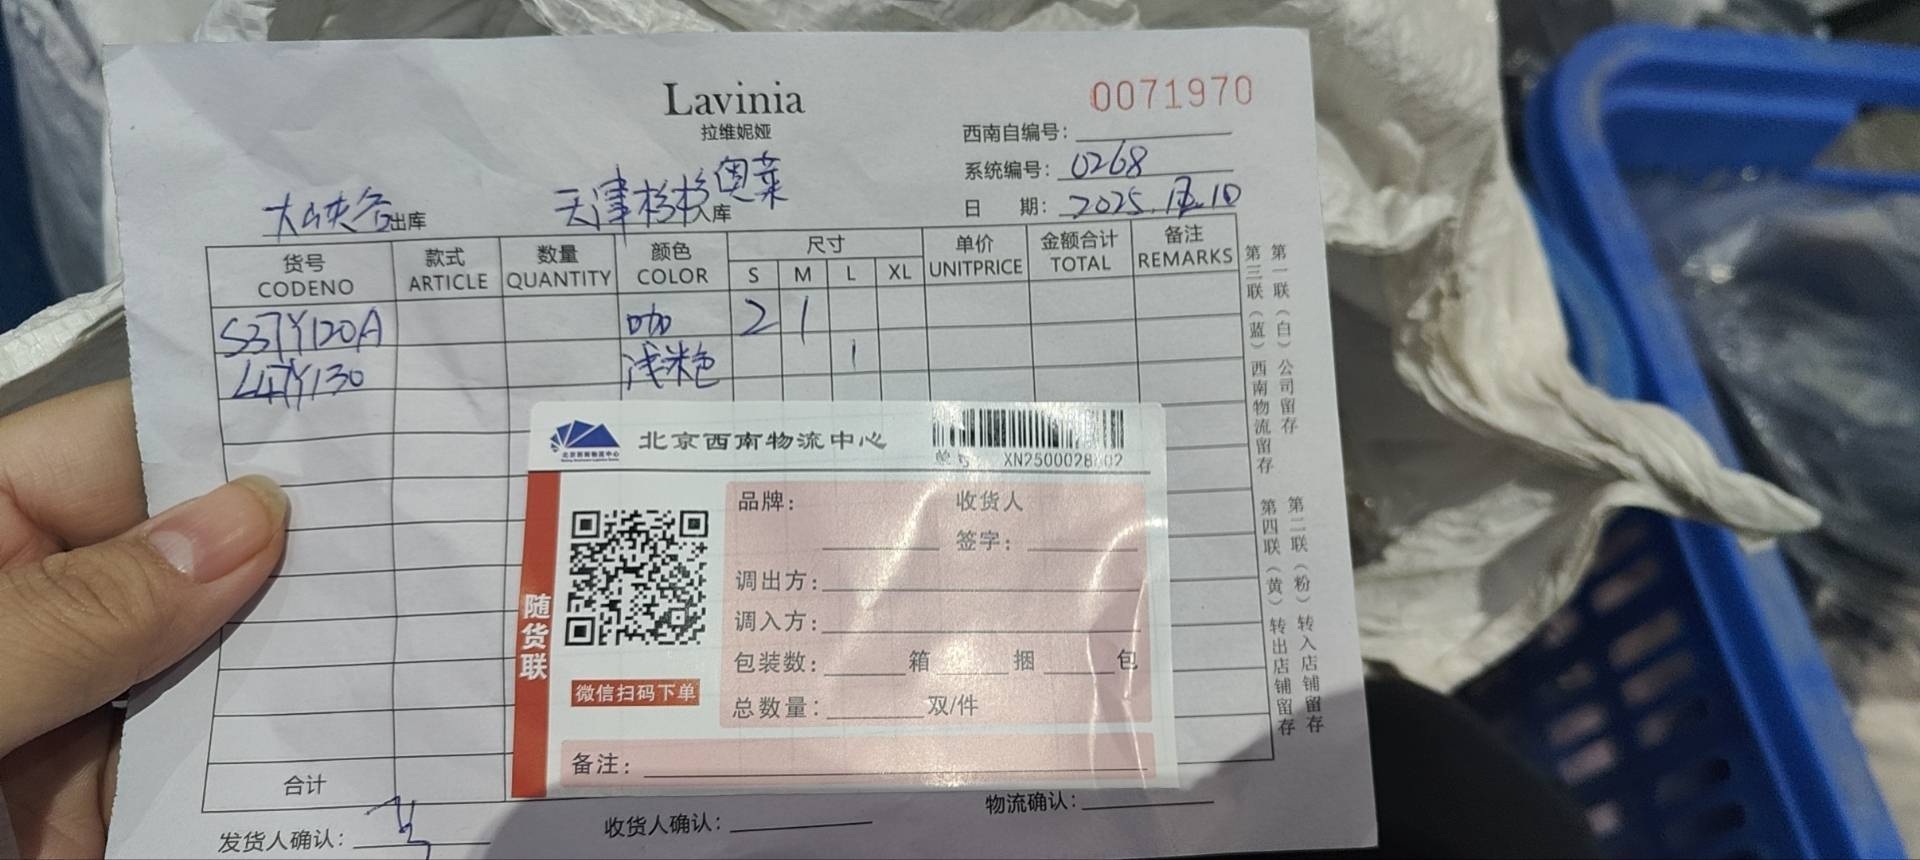 Lavinia
拉维妮娅
0071970
西南自编号:
系统编号: 0268
日 期: 2025.12.10
大峡谷出库 天津杉杉奥莱入库
货号 款式 数量 颜色 尺寸 单价 金额合计 备注
CODENO ARTICLE QUANTITY COLOR S M L XL UNITPRICE TOTAL REMARKS
S37Y120A 咖 2 1
L47Y130 浅米色 1
北京西南物流中心
XN2500028
品牌: 收货人
签字:
调出方:
调入方:
包装数: 箱 捆 包
总数量: 双/件
备注:
随货联
微信扫码下单
合计
发货人确认:
收货人确认:
物流确认:
第一联(白)公司留存
第二联(粉)转入店铺留存
第三联(蓝)西南物流留存
第四联(黄)转出店铺留存